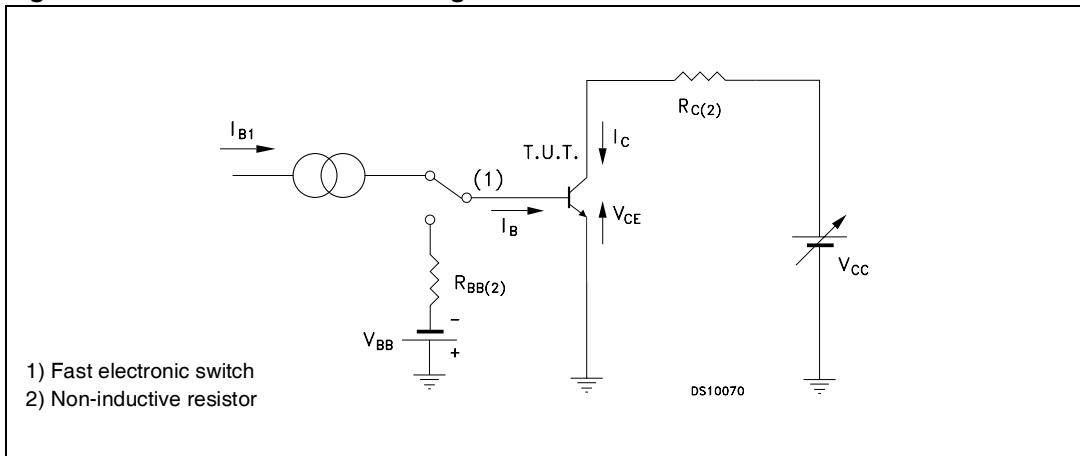 I_B1
(1)
I_B
T.U.T.
I_C
V_CE
R_C(2)
V_CC
R_BB(2)
V_BB
-
+
1) Fast electronic switch
2) Non-inductive resistor
DS10070